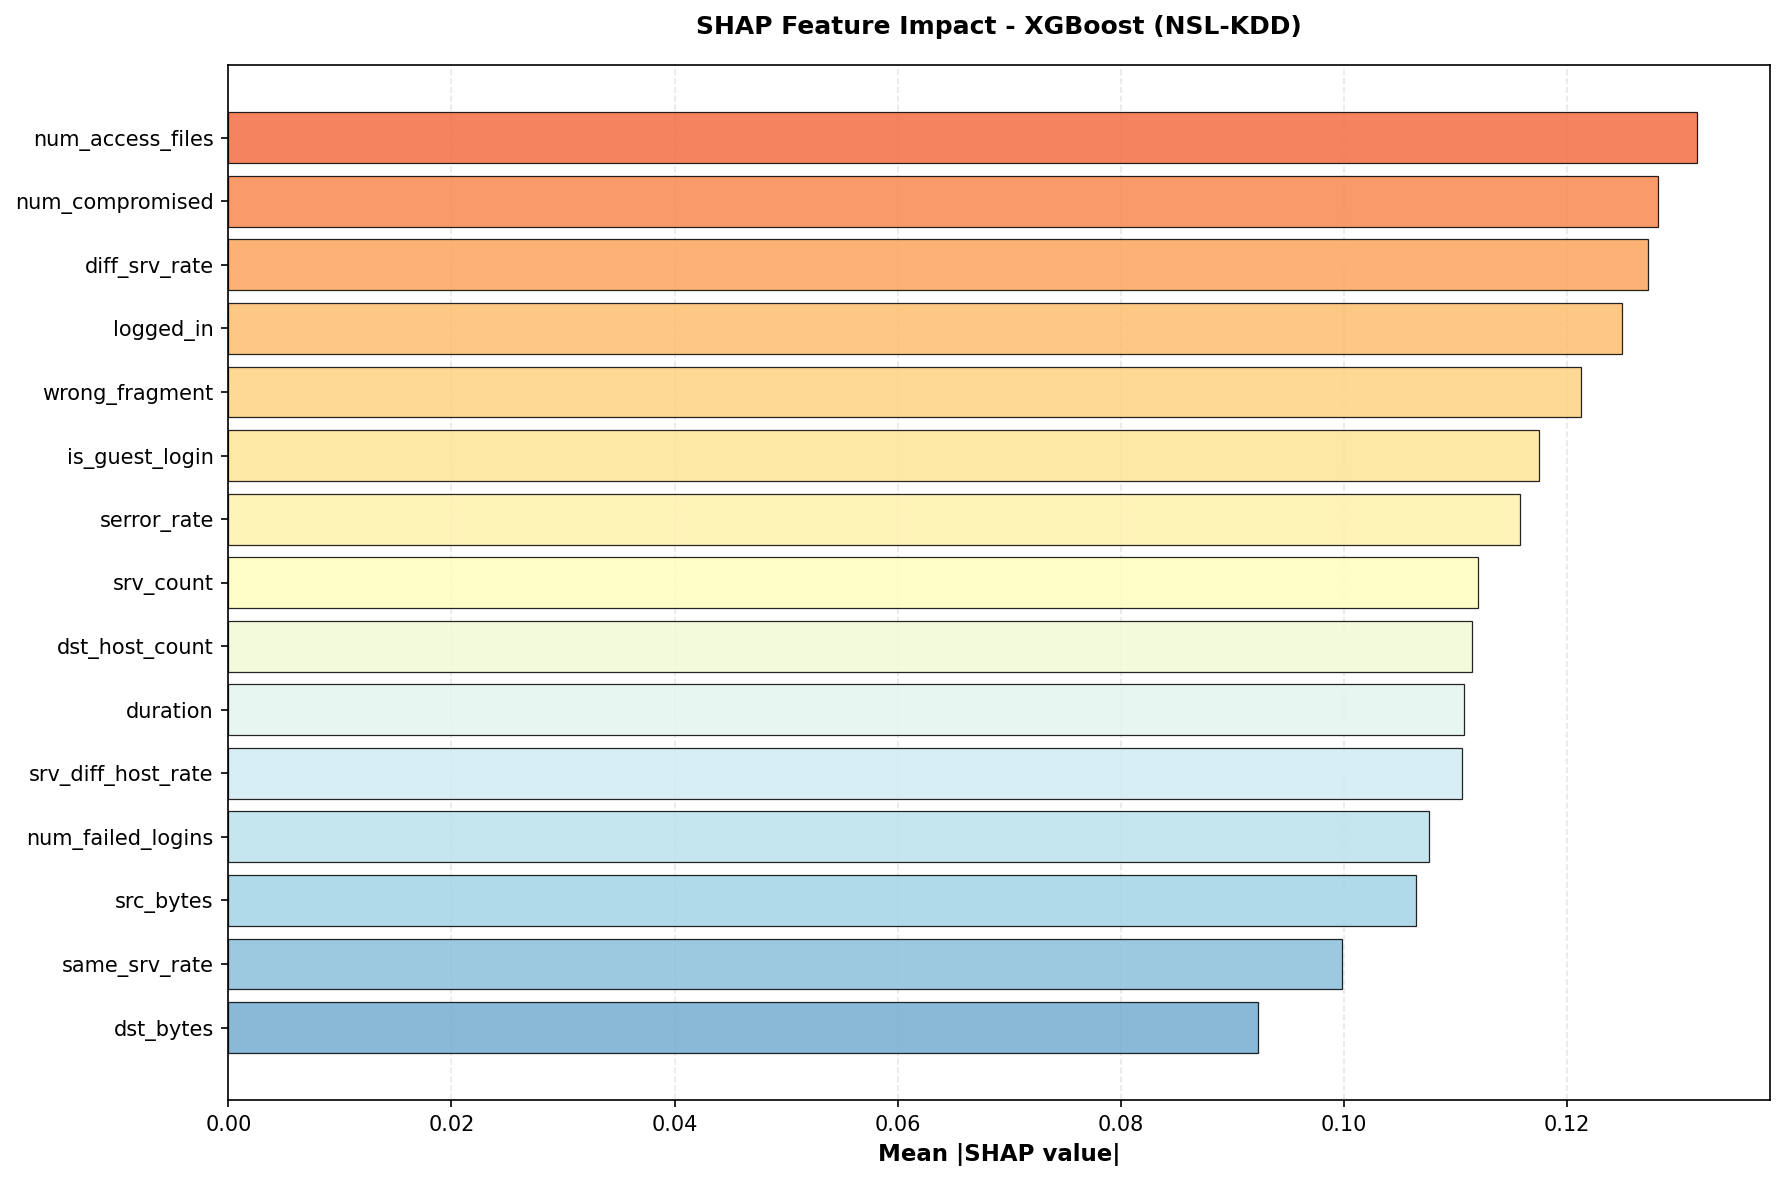 SHAP Feature Impact - XGBoost (NSL-KDD)
num_access_files
num_compromised
diff_srv_rate
logged_in
wrong_fragment
is_guest_login
serror_rate
srv_count
dst_host_count
duration
srv_diff_host_rate
num_failed_logins
src_bytes
same_srv_rate
dst_bytes
0.00 0.02 0.04 0.06 0.08 0.10 0.12
Mean |SHAP value|